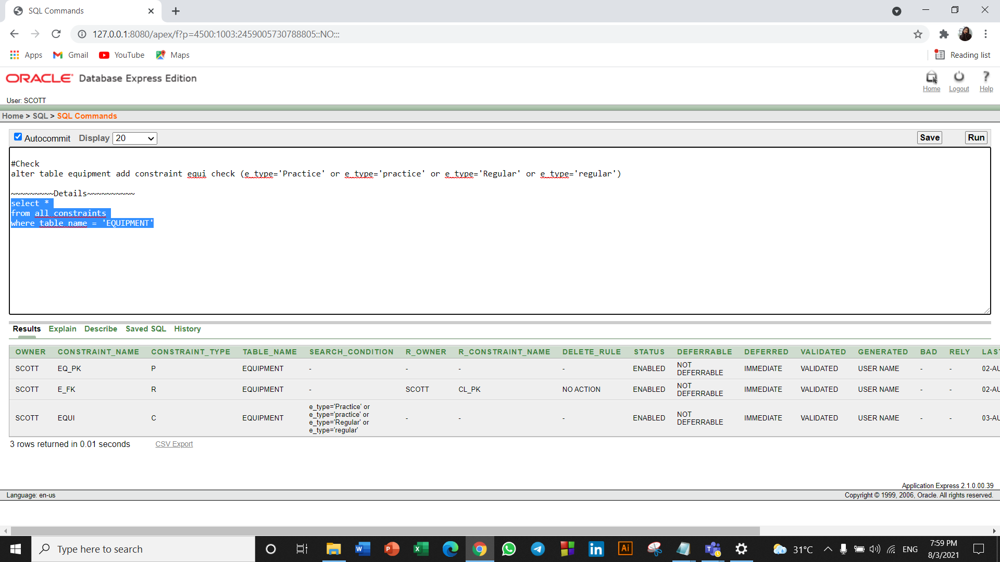 SQL Commands
127.0.0.1:8080/apex/f?p=4500:1003:2459005730788805::NO:::
Apps Gmail YouTube Maps Reading list
ORACLE Database Express Edition
Home Logout Help
User: SCOTT
Home > SQL > SQL Commands
Autocommit Display 20 Save Run
#Check
alter table equipment add constraint equi check (e_type='Practice' or e_type='practice' or e_type='Regular' or e_type='regular')
~~~~~~~~~Details~~~~~~~~~~
select *
from all_constraints
where table_name = 'EQUIPMENT'
Results Explain Describe Saved SQL History
OWNER CONSTRAINT_NAME CONSTRAINT_TYPE TABLE_NAME SEARCH_CONDITION R_OWNER R_CONSTRAINT_NAME DELETE_RULE STATUS DEFERRABLE DEFERRED VALIDATED GENERATED BAD RELY LAS
SCOTT EQ_PK P EQUIPMENT - - - - ENABLED NOT DEFERRABLE IMMEDIATE VALIDATED USER NAME - - 02-AU
SCOTT E_FK R EQUIPMENT - SCOTT CL_PK NO ACTION ENABLED NOT DEFERRABLE IMMEDIATE VALIDATED USER NAME - - 02-AU
SCOTT EQUI C EQUIPMENT e_type='Practice' or e_type='practice' or e_type='Regular' or e_type='regular' - - - ENABLED NOT DEFERRABLE IMMEDIATE VALIDATED USER NAME - - 03-AU
3 rows returned in 0.01 seconds CSV Export
Application Express 2.1.0.00.39
Language: en-us Copyright © 1999, 2006, Oracle. All rights reserved.
Type here to search 31°C ENG 7:59 PM
8/3/2021